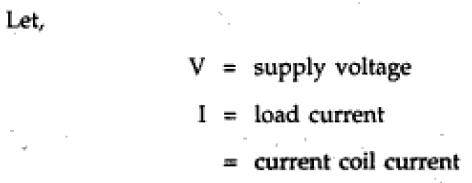 Let,
V = supply voltage
I = load current
= current coil current